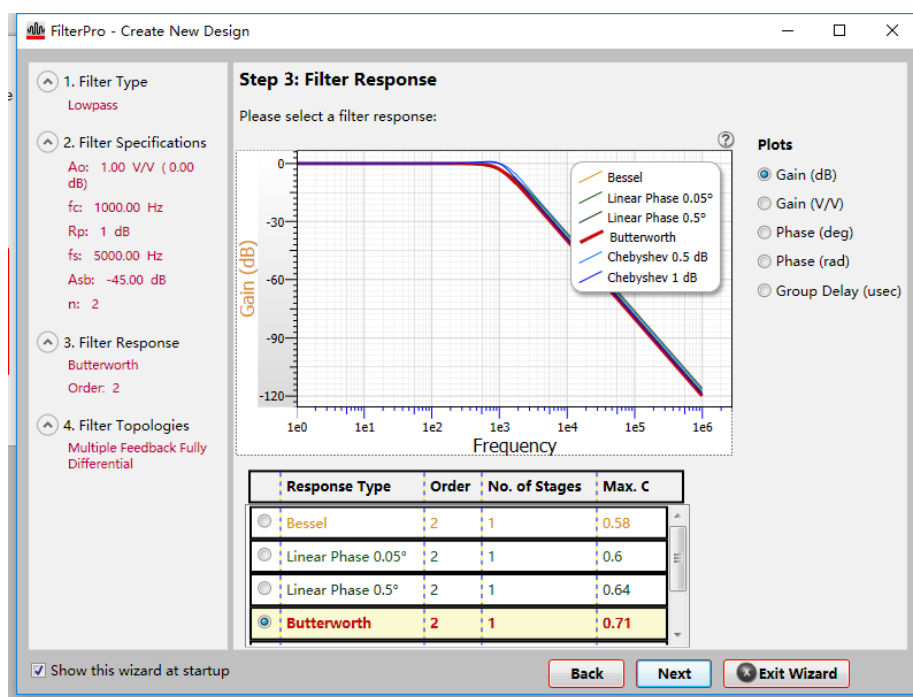 FilterPro - Create New Design
e
1. Filter Type
Lowpass
2. Filter Specifications
Ao: 1.00 V/V ( 0.00
dB)
fc: 1000.00 Hz
Rp: 1 dB
fs: 5000.00 Hz
Asb: -45.00 dB
n: 2
3. Filter Response
Butterworth
Order: 2
4. Filter Topologies
Multiple Feedback Fully
Differential
Step 3: Filter Response
Please select a filter response:
?
Gain (dB)
0
-30
-60
-90
-120
Bessel
Linear Phase 0.05°
Linear Phase 0.5°
Butterworth
Chebyshev 0.5 dB
Chebyshev 1 dB
1e0 1e1 1e2 1e3 1e4 1e5 1e6
Frequency
Plots
Gain (dB)
Gain (V/V)
Phase (deg)
Phase (rad)
Group Delay (usec)
Response Type Order No. of Stages Max. C
Bessel 2 1 0.58
Linear Phase 0.05° 2 1 0.6
Linear Phase 0.5° 2 1 0.64
Butterworth 2 1 0.71
Show this wizard at startup
Back Next Exit Wizard